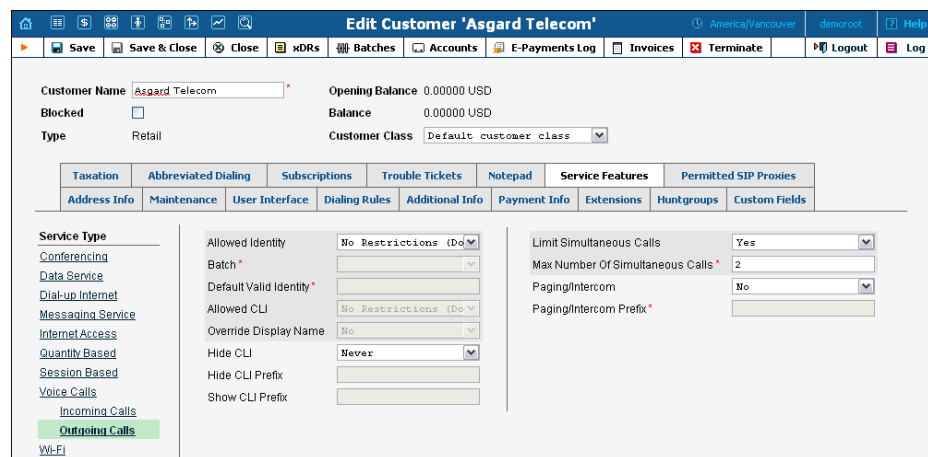 Edit Customer 'Asgard Telecom' America/Vancouver demoroot ? Help
Save Save & Close Close xDRs Batches Accounts E-Payments Log Invoices Terminate Logout Log
Customer Name Asgard Telecom * Opening Balance 0.00000 USD
Blocked Balance 0.00000 USD
Type Retail Customer Class Default customer class
Taxation Abbreviated Dialing Subscriptions Trouble Tickets Notepad Service Features Permitted SIP Proxies
Address Info Maintenance User Interface Dialing Rules Additional Info Payment Info Extensions Huntgroups Custom Fields
Service Type
Conferencing
Data Service
Dial-up Internet
Messaging Service
Internet Access
Quantity Based
Session Based
Voice Calls
Incoming Calls
Outgoing Calls
Wi-Fi
Allowed Identity No Restrictions (Do
Batch *
Default Valid Identity *
Allowed CLI No Restrictions (Do
Override Display Name No
Hide CLI Never
Hide CLI Prefix
Show CLI Prefix
Limit Simultaneous Calls Yes
Max Number Of Simultaneous Calls * 2
Paging/Intercom No
Paging/Intercom Prefix *